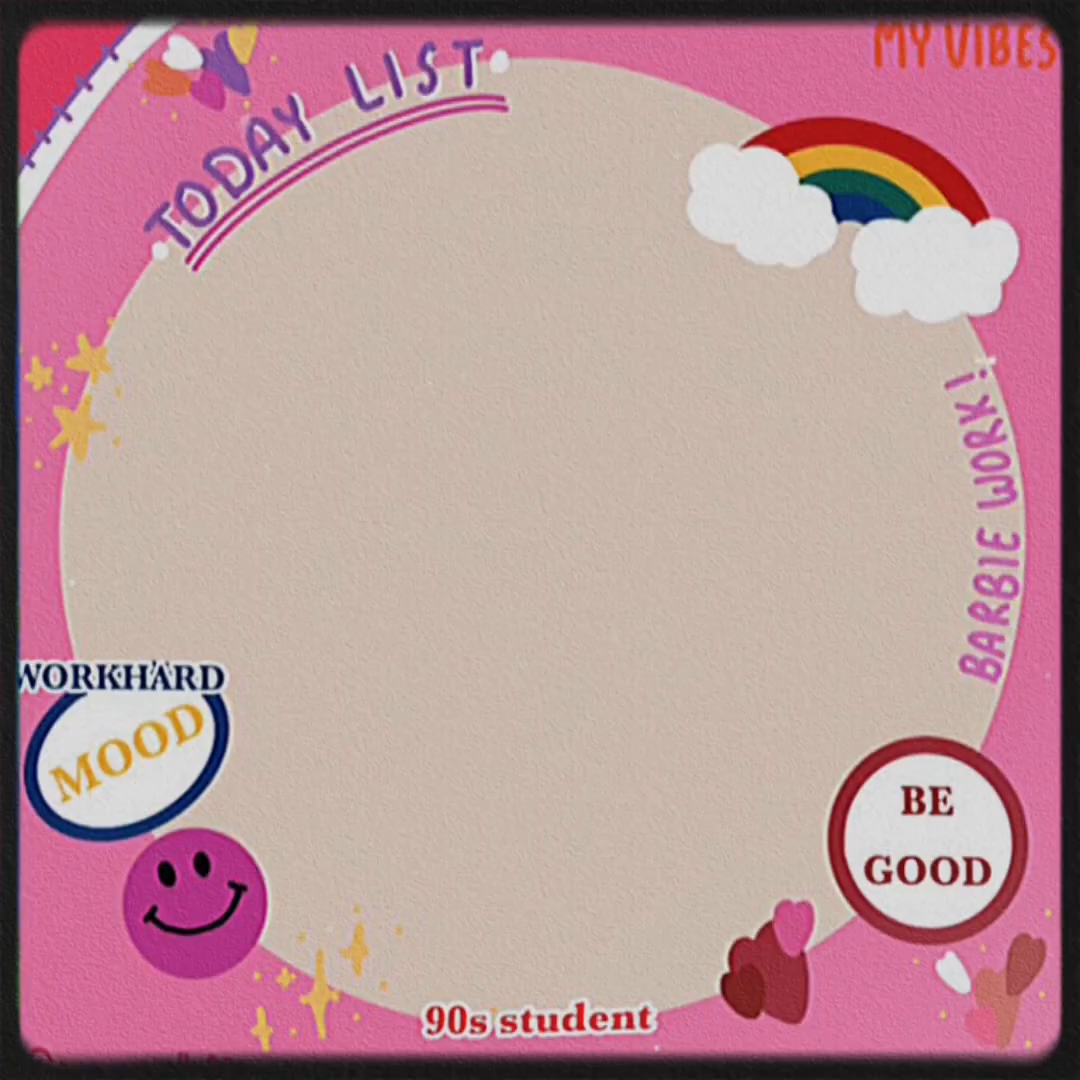 MY VIBES
TODAY LIST
BARBIE WORK!
WORKHARD
MOOD
BE
GOOD
90s student